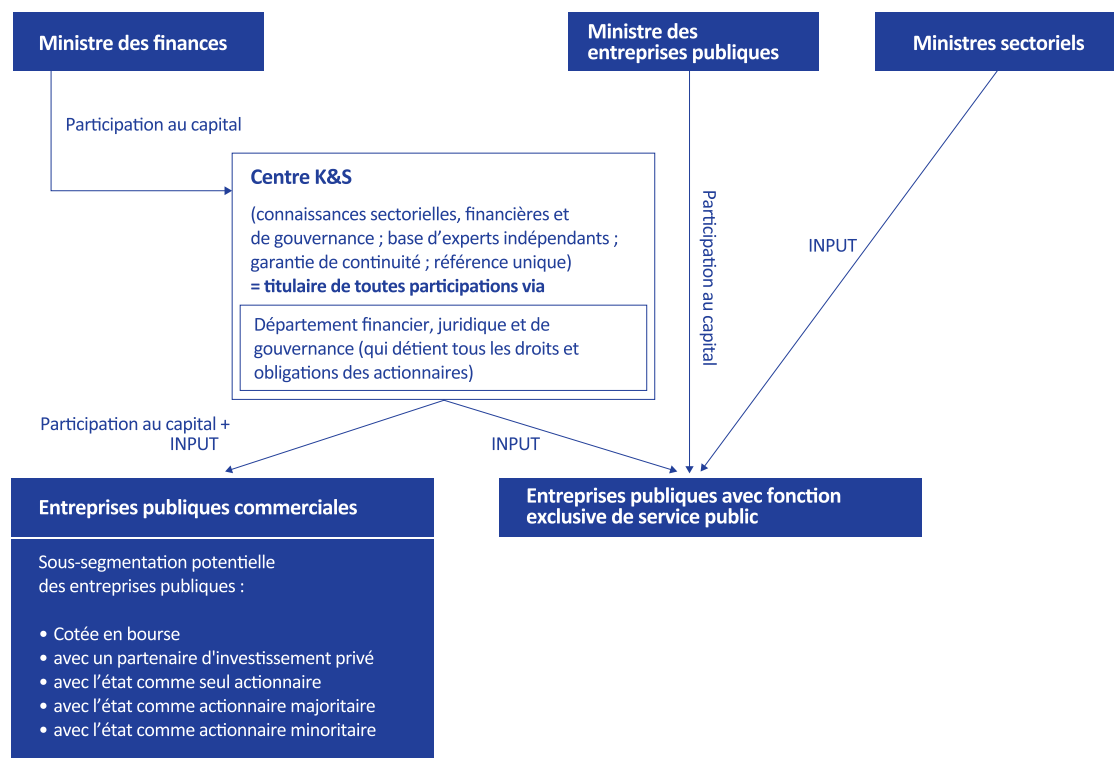 Ministre des finances
Ministre des
entreprises publiques
Ministres sectoriels
Participation au capital
Centre K&S
(connaissances sectorielles, financières et
de gouvernance ; base d’experts indépendants ;
garantie de continuité ; référence unique)
= titulaire de toutes participations via
Département financier, juridique et de
gouvernance (qui détient tous les droits et
obligations des actionnaires)
Participation au capital
INPUT
Participation au capital +
INPUT
INPUT
Entreprises publiques commerciales
Entreprises publiques avec fonction
exclusive de service public
Sous-segmentation potentielle
des entreprises publiques :
• Cotée en bourse
• avec un partenaire d'investissement privé
• avec l’état comme seul actionnaire
• avec l’état comme actionnaire majoritaire
• avec l’état comme actionnaire minoritaire